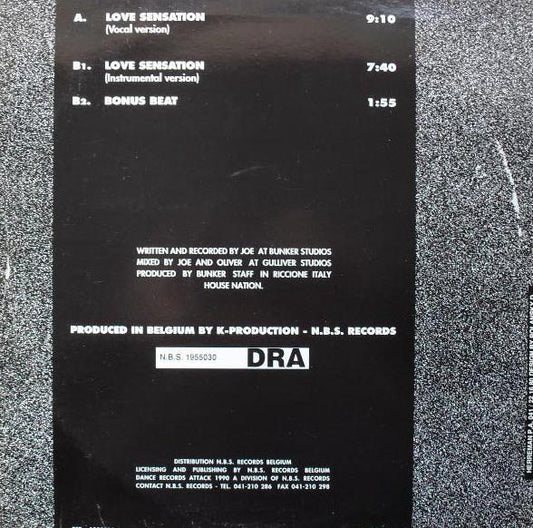 A. LOVE SENSATION 9:10
(Vocal version)
B1. LOVE SENSATION 7:40
(Instrumental version)
B2. BONUS BEAT 1:55
WRITTEN AND RECORDED BY JOE AT BUNKER STUDIOS
MIXED BY JOE AND OLIVER AT GULLIVER STUDIOS
PRODUCED BY BUNKER STAFF IN RICCIONE ITALY
HOUSE NATION.
PRODUCED IN BELGIUM BY K-PRODUCTION - N.B.S. RECORDS
N.B.S. 1955030 DRA
DISTRIBUTION N.B.S. RECORDS BELGIUM
LICENSING AND PUBLISHING BY N.B.S. RECORDS BELGIUM
DANCE RECORDS ATTACK 1990 A DIVISION OF N.B.S. RECORDS
CONTACT N.B.S. RECORDS - TEL. 041-210 286 FAX 041-210 298